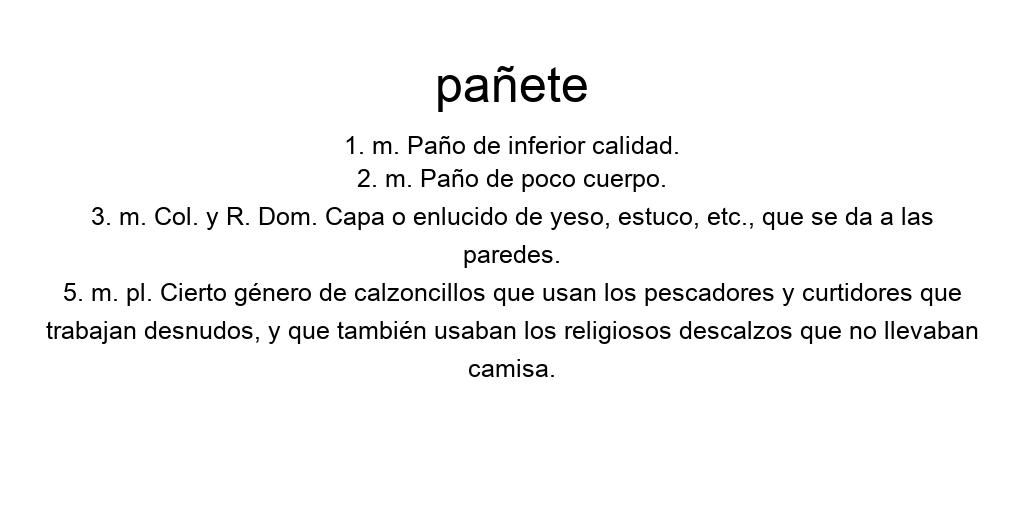 pañete
1. m. Paño de inferior calidad.
2. m. Paño de poco cuerpo.
3. m. Col. y R. Dom. Capa o enlucido de yeso, estuco, etc., que se da a las
paredes.
5. m. pl. Cierto género de calzoncillos que usan los pescadores y curtidores que
trabajan desnudos, y que también usaban los religiosos descalzos que no llevaban
camisa.